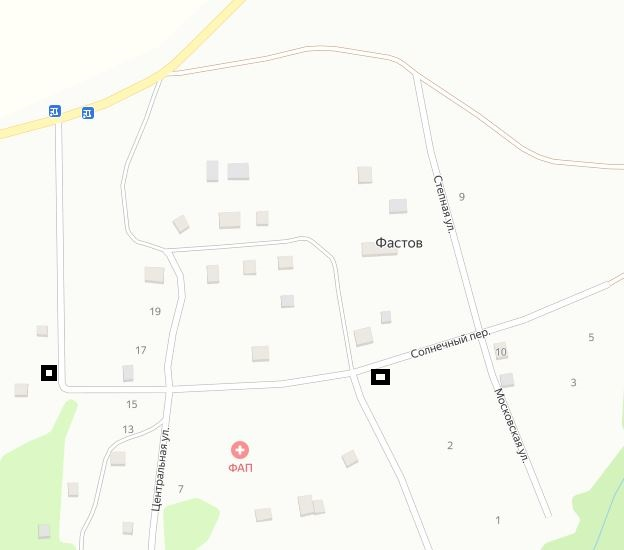 Степная ул.
9
Фастов
19
Солнечный пер.
5
17
10
3
15
Московская ул.
13
Центральная ул.
2
ФАП
7
1